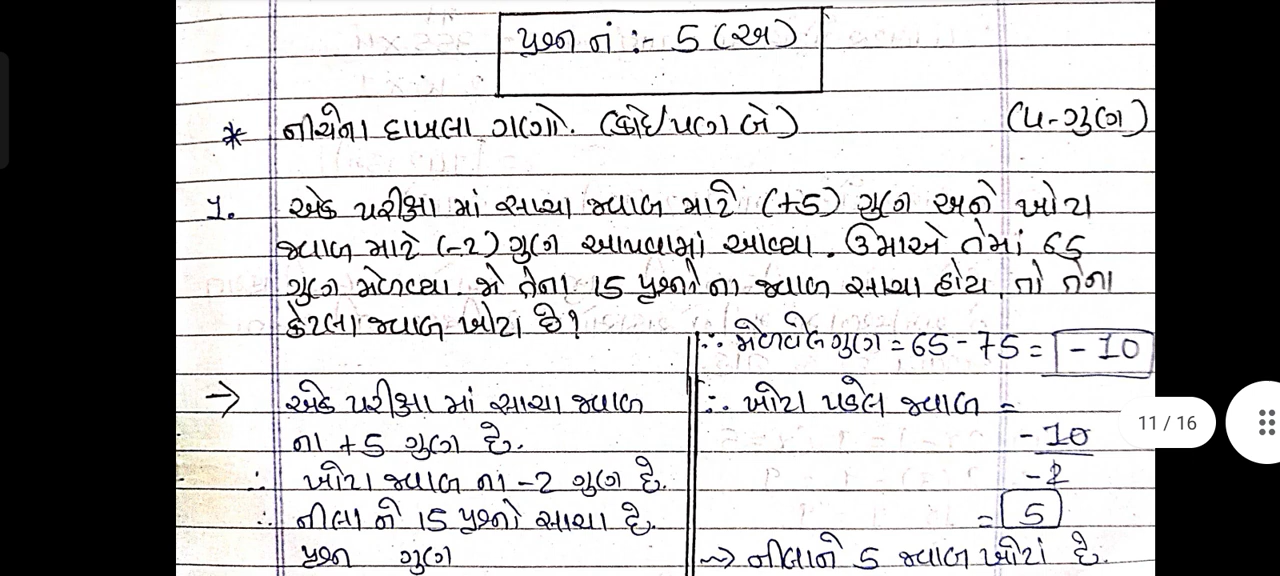 પ્રશ્ન નં :- 5 (અ)
* નીચેના દાખલા ગણો. (કોઈપણ બે) (૫-ગુણ)
1. એક પરીક્ષા માં સાચા જવાબ માટે (+5) ગુણ અને ખોટા
જવાબ માટે (-2) ગુણ આપવામાં આવ્યા. ઉમાએ તેમાં 65
ગુણ મેળવ્યા. જો તેના 15 પ્રશ્નોના જવાબ સાચા હોય, તો તેના
કેટલા જવાબ ખોટા છે?
→ એક પરીક્ષા માં સાચા જવાબ
ના +5 ગુણ છે.
∴ ખોટા જવાબ ના -2 ગુણ છે.
∴ નીલા ને 15 પ્રશ્નો સાચા છે.
પ્રશ્ન ગુણ
∴ મેળવેલ ગુણ = 65 - 75 = -10
∴ ખોટા પડેલ જવાબ =
-10
-2
= 5
~> નીલાને 5 જવાબ ખોટાં છે.
11 / 16